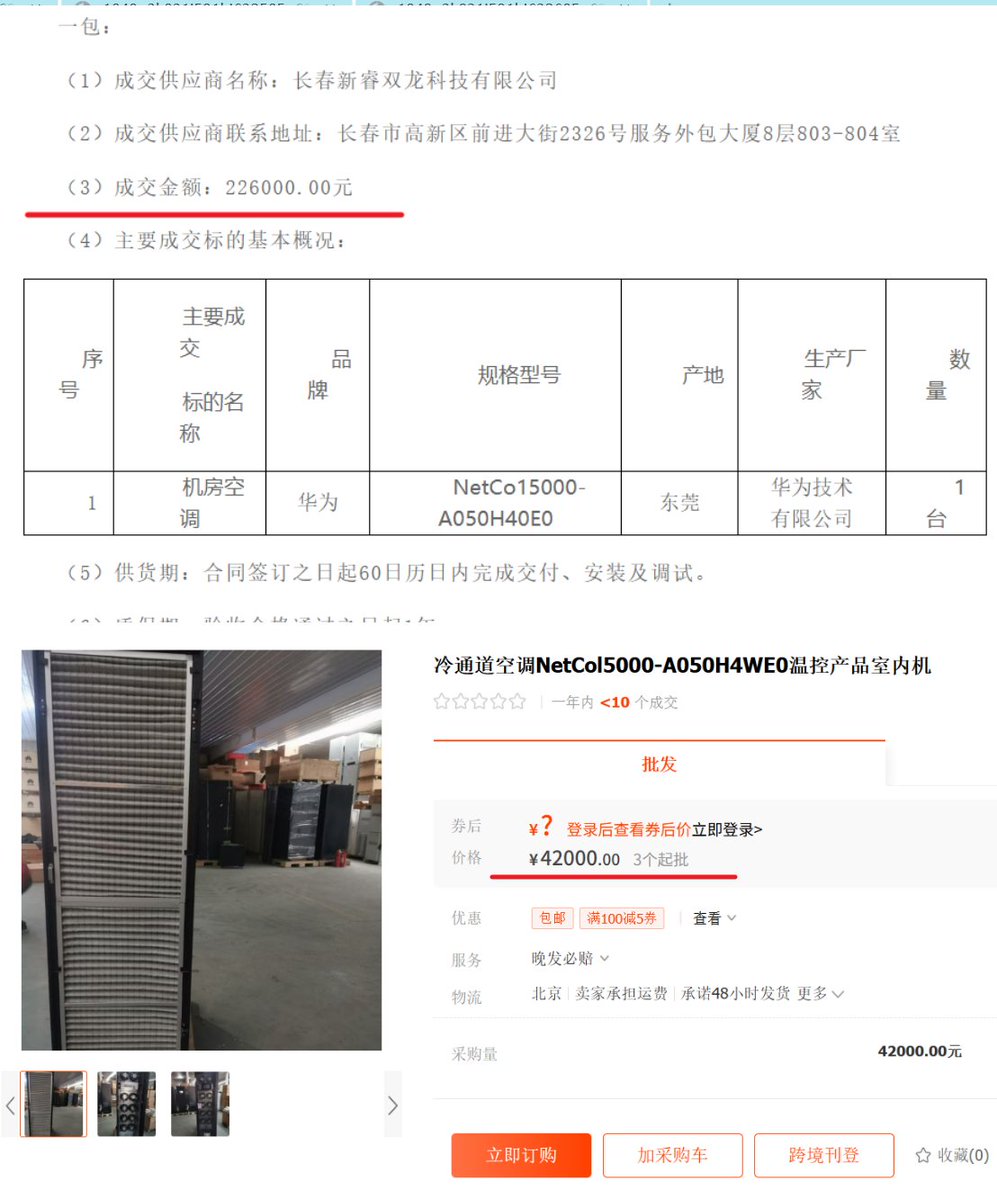 一包：
（1）成交供应商名称：长春新睿双龙科技有限公司
（2）成交供应商联系地址：长春市高新区前进大街2326号服务外包大厦8层803-804室
（3）成交金额：226000.00元
（4）主要成交标的基本概况：
序号 主要成交标的名称 品牌 规格型号 产地 生产厂家 数量
1 机房空调 华为 NetCo15000-A050H40E0 东莞 华为技术有限公司 1台
（5）供货期：合同签订之日起60日历日内完成交付、安装及调试。
冷通道空调NetCol5000-A050H4WE0温控产品室内机
一年内 <10 个成交
批发
券后 ¥? 登录后查看券后价立即登录>
价格 ¥42000.00 3个起批
优惠 包邮 满100减5券 查看
服务 晚发必赔
物流 北京 卖家承担运费 承诺48小时发货 更多
采购量 42000.00元
立即订购 加采购车 跨境刊登 收藏(0)